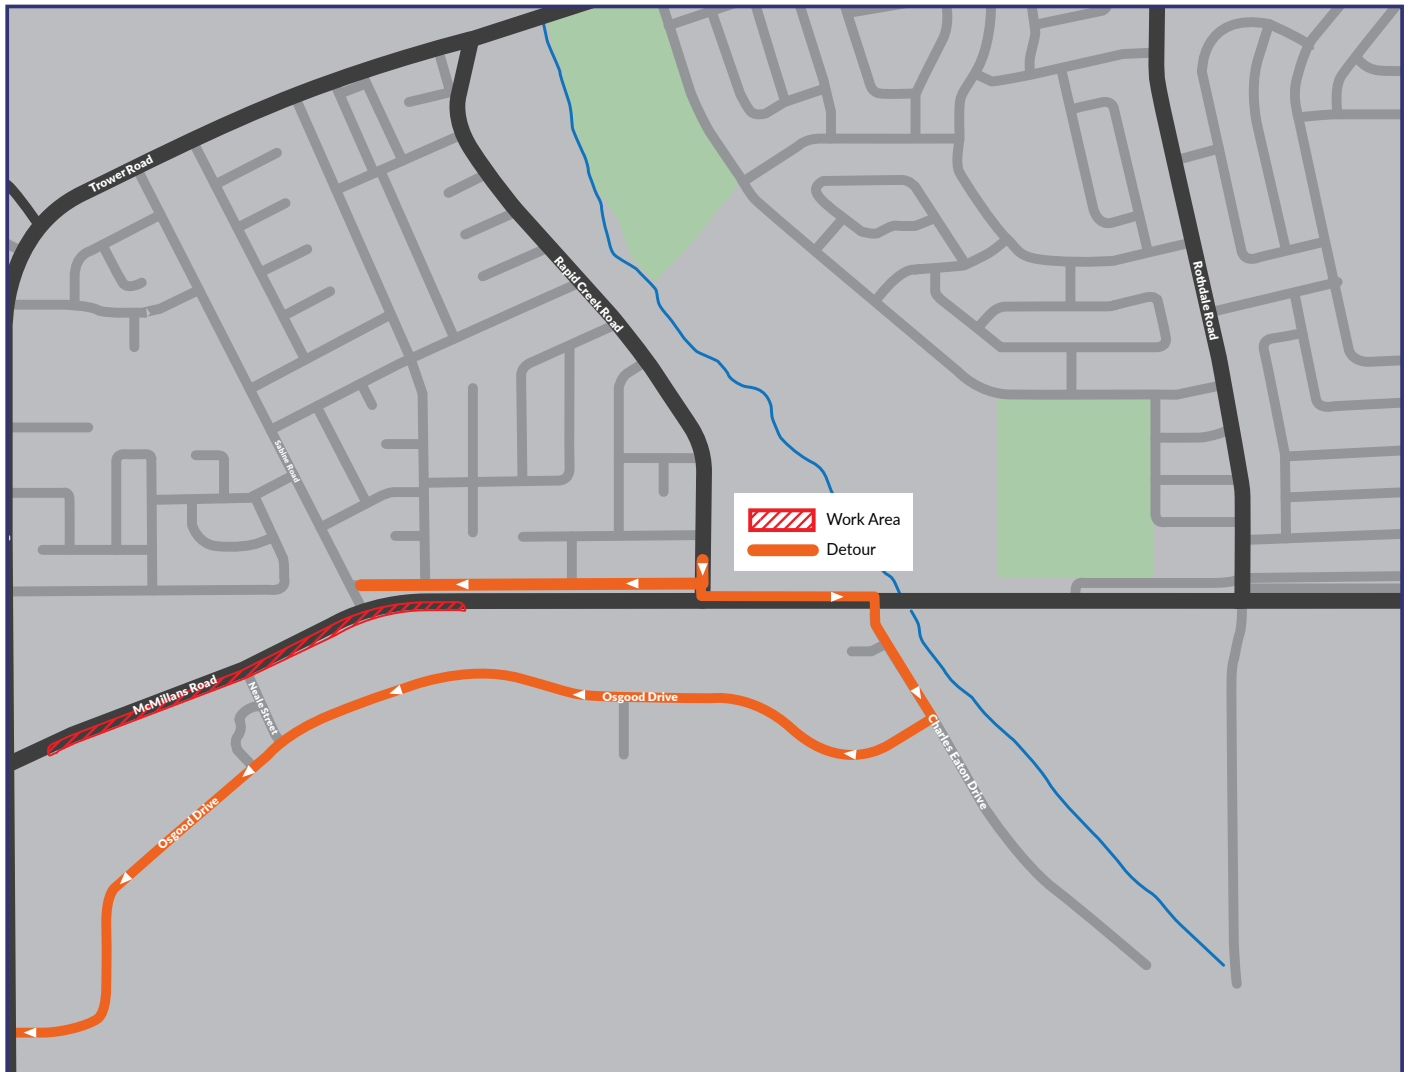 Trower Road
Rapid Creek Road
Rothdale Road
Sabine Road
Work Area
Detour
McMillans Road
Neale Street
Osgood Drive
Charles Eaton Drive
Osgood Drive